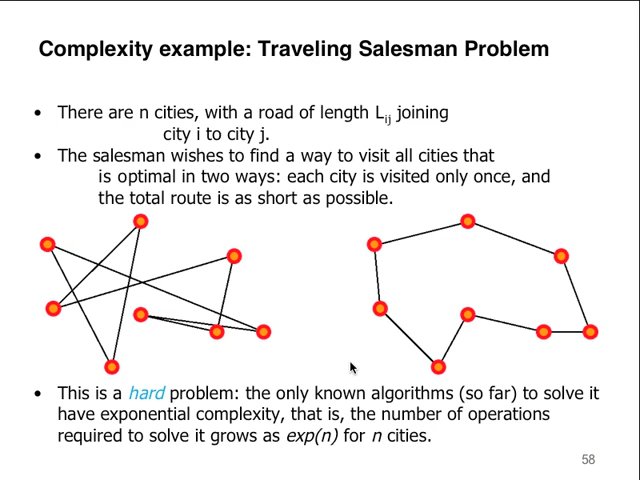 Complexity example: Traveling Salesman Problem
• There are n cities, with a road of length Lij joining
city i to city j.
• The salesman wishes to find a way to visit all cities that
is optimal in two ways: each city is visited only once, and
the total route is as short as possible.
• This is a hard problem: the only known algorithms (so far) to solve it
have exponential complexity, that is, the number of operations
required to solve it grows as exp(n) for n cities.
58